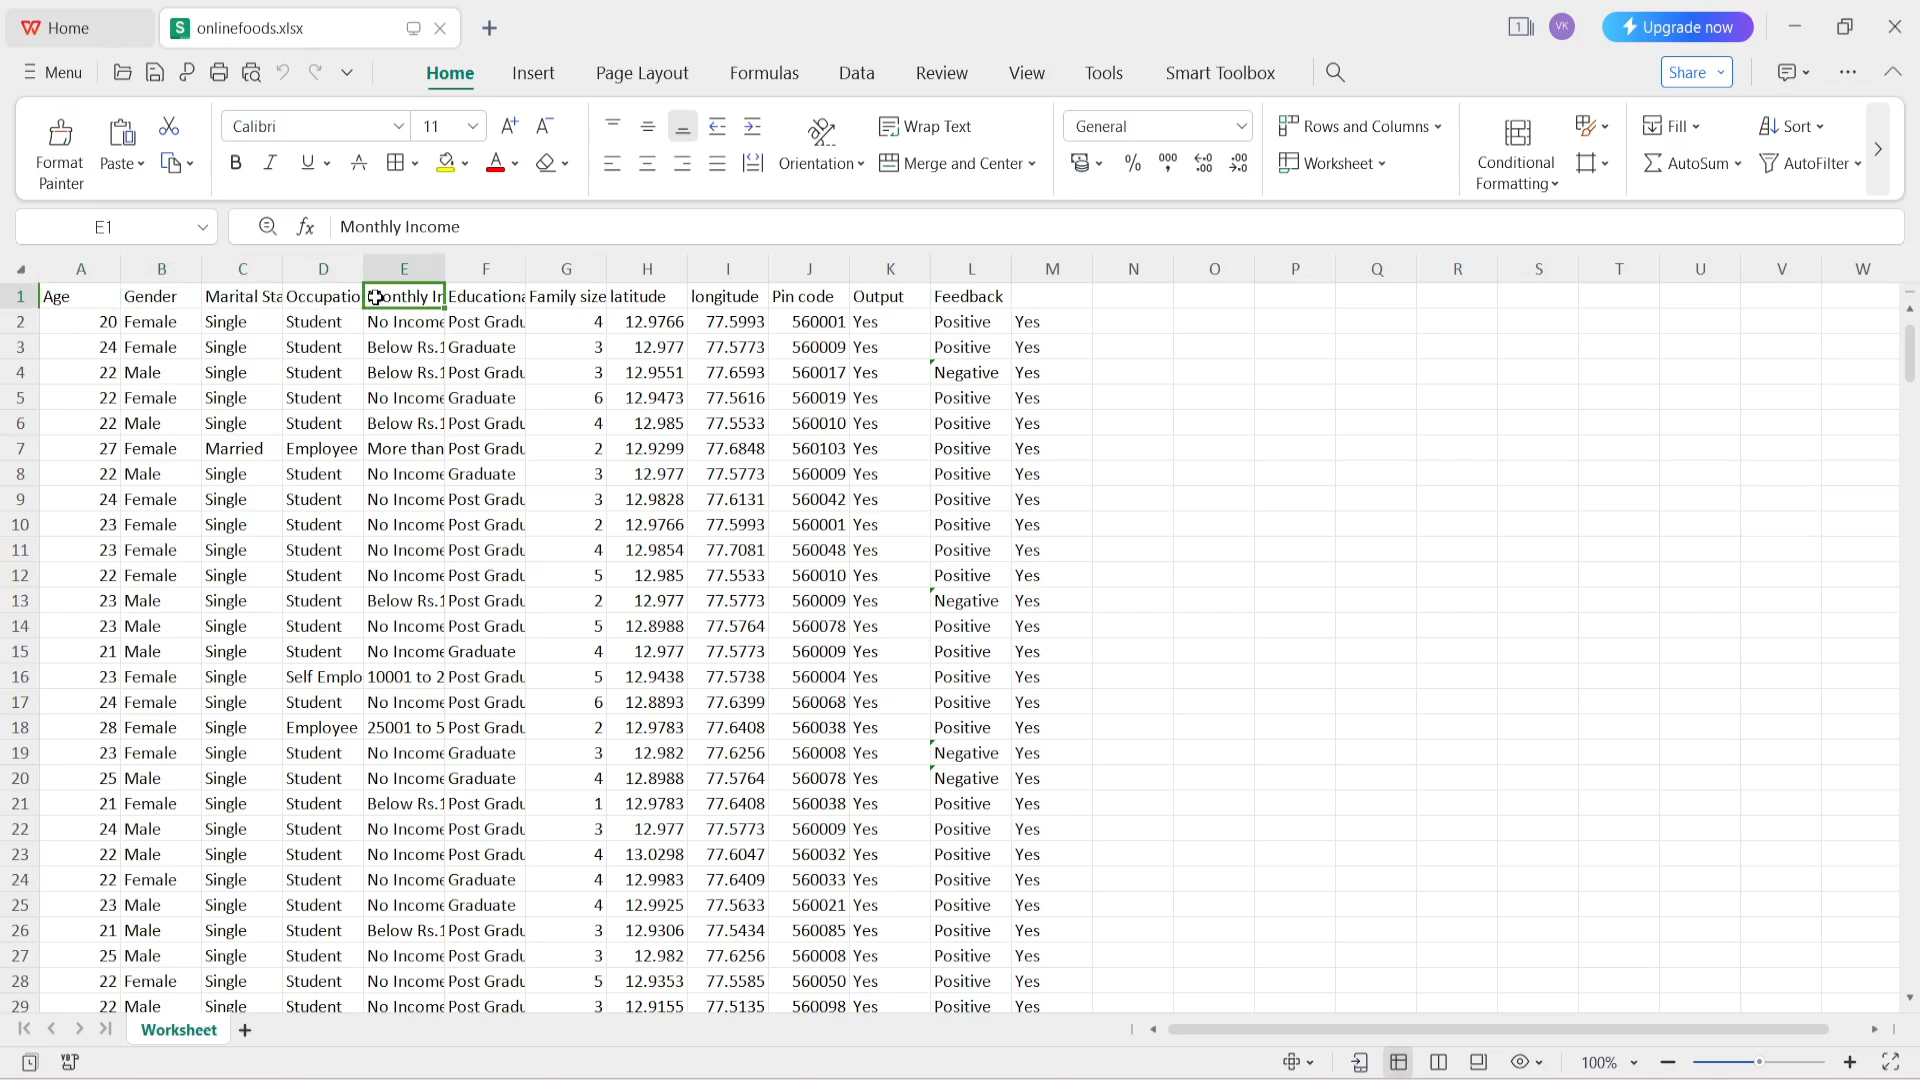 Home onlinefoods.xlsx 1 VK Upgrade now
Menu Home Insert Page Layout Formulas Data Review View Tools Smart Toolbox Share
Calibri 11 Wrap Text General Rows and Columns Fill Sort
Format Painter Paste Orientation Merge and Center Worksheet Conditional Formatting AutoSum AutoFilter
E1 fx Monthly Income
A B C D E F G H I J K L M N O P Q R S T U V W
1 Age Gender Marital Sta Occupatio Monthly In Educationa Family size latitude longitude Pin code Output Feedback
2 20 Female Single Student No Income Post Gradu 4 12.9766 77.5993 560001 Yes Positive Yes
3 24 Female Single Student Below Rs.1 Graduate 3 12.977 77.5773 560009 Yes Positive Yes
4 22 Male Single Student Below Rs.1 Post Gradu 3 12.9551 77.6593 560017 Yes Negative Yes
5 22 Female Single Student No Income Graduate 6 12.9473 77.5616 560019 Yes Positive Yes
6 22 Male Single Student Below Rs.1 Post Gradu 4 12.985 77.5533 560010 Yes Positive Yes
7 27 Female Married Employee More than Post Gradu 2 12.9299 77.6848 560103 Yes Positive Yes
8 22 Male Single Student No Income Graduate 3 12.977 77.5773 560009 Yes Positive Yes
9 24 Female Single Student No Income Post Gradu 3 12.9828 77.6131 560042 Yes Positive Yes
10 23 Female Single Student No Income Post Gradu 2 12.9766 77.5993 560001 Yes Positive Yes
11 23 Female Single Student No Income Post Gradu 4 12.9854 77.7081 560048 Yes Positive Yes
12 22 Female Single Student No Income Post Gradu 5 12.985 77.5533 560010 Yes Positive Yes
13 23 Male Single Student Below Rs.1 Post Gradu 2 12.977 77.5773 560009 Yes Negative Yes
14 23 Male Single Student No Income Post Gradu 5 12.8988 77.5764 560078 Yes Positive Yes
15 21 Male Single Student No Income Graduate 4 12.977 77.5773 560009 Yes Positive Yes
16 23 Female Single Self Emplo 10001 to 2 Post Gradu 5 12.9438 77.5738 560004 Yes Positive Yes
17 24 Female Single Student No Income Post Gradu 6 12.8893 77.6399 560068 Yes Positive Yes
18 28 Female Single Employee 25001 to 5 Post Gradu 2 12.9783 77.6408 560038 Yes Positive Yes
19 23 Female Single Student No Income Graduate 3 12.982 77.6256 560008 Yes Negative Yes
20 25 Male Single Student No Income Graduate 4 12.8988 77.5764 560078 Yes Negative Yes
21 21 Female Single Student Below Rs.1 Post Gradu 1 12.9783 77.6408 560038 Yes Positive Yes
22 24 Male Single Student No Income Post Gradu 3 12.977 77.5773 560009 Yes Positive Yes
23 22 Male Single Student No Income Post Gradu 4 13.0298 77.6047 560032 Yes Positive Yes
24 22 Female Single Student No Income Graduate 4 12.9983 77.6409 560033 Yes Positive Yes
25 23 Male Single Student No Income Graduate 4 12.9925 77.5633 560021 Yes Positive Yes
26 21 Male Single Student Below Rs.1 Post Gradu 3 12.9306 77.5434 560085 Yes Positive Yes
27 25 Male Single Student No Income Post Gradu 3 12.982 77.6256 560008 Yes Positive Yes
28 22 Female Single Student No Income Post Gradu 5 12.9353 77.5585 560050 Yes Positive Yes
29 22 Male Single Student No Income Post Gradu 3 12.9155 77.5135 560098 Yes Positive Yes
Worksheet
100%